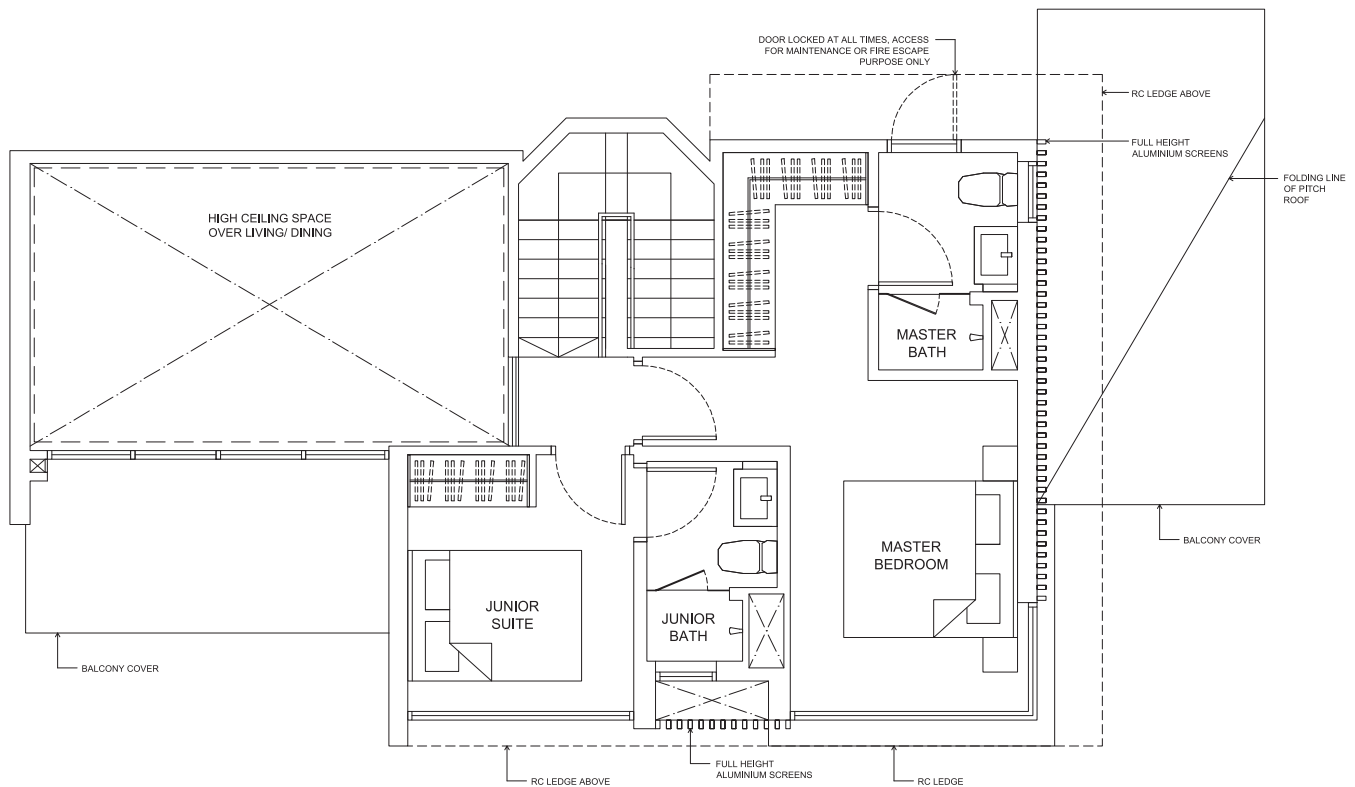 DOOR LOCKED AT ALL TIMES, ACCESS
FOR MAINTENANCE OR FIRE ESCAPE
PURPOSE ONLY
RC LEDGE ABOVE
FULL HEIGHT
ALUMINIUM SCREENS
FOLDING LINE
OF PITCH
ROOF
HIGH CEILING SPACE
OVER LIVING/ DINING
MASTER
BATH
BALCONY COVER
MASTER
BEDROOM
JUNIOR
SUITE
JUNIOR
BATH
BALCONY COVER
FULL HEIGHT
ALUMINIUM SCREENS
RC LEDGE ABOVE
RC LEDGE